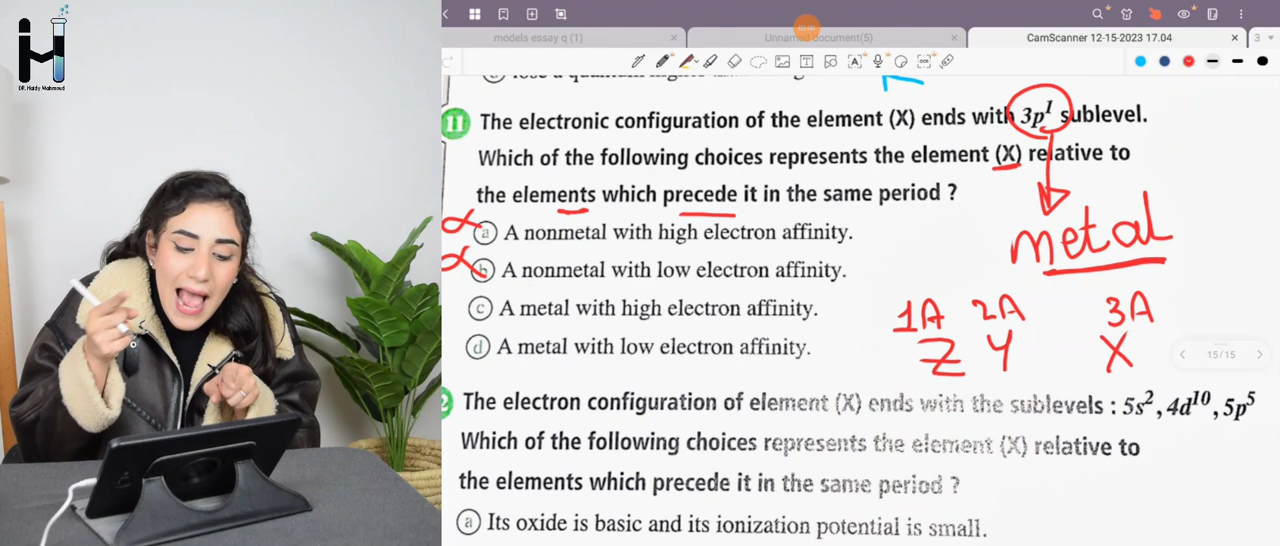 DR. Haidy Mahmoud
models essay q (1)
Unnamed document(5)
CamScanner 12-15-2023 17.04
3
11 The electronic configuration of the element (X) ends with 3p¹ sublevel.
Which of the following choices represents the element (X) relative to
the elements which precede it in the same period ?
a A nonmetal with high electron affinity.
b A nonmetal with low electron affinity.
c A metal with high electron affinity.
d A metal with low electron affinity.
metal
1A 2A 3A
Z Y X
15/15
2 The electron configuration of element (X) ends with the sublevels : 5s², 4d¹⁰, 5p⁵
Which of the following choices represents the element (X) relative to
the elements which precede it in the same period ?
a Its oxide is basic and its ionization potential is small.